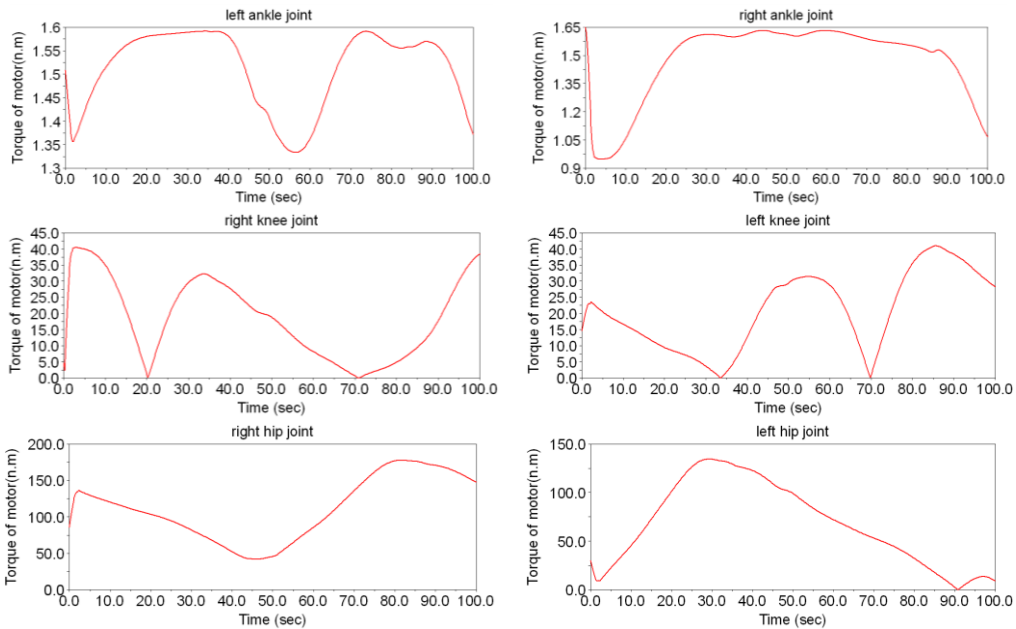 left ankle joint
Torque of motor(n.m)
1.6
1.55
1.5
1.45
1.4
1.35
1.3
0.0 10.0 20.0 30.0 40.0 50.0 60.0 70.0 80.0 90.0 100.0
Time (sec)
right ankle joint
Torque of motor(n.m)
1.65
1.5
1.35
1.2
1.05
0.9
0.0 10.0 20.0 30.0 40.0 50.0 60.0 70.0 80.0 90.0 100.0
Time (sec)
right knee joint
Torque of motor(n.m)
45.0
40.0
35.0
30.0
25.0
20.0
15.0
10.0
5.0
0.0
0.0 10.0 20.0 30.0 40.0 50.0 60.0 70.0 80.0 90.0 100.0
Time (sec)
left knee joint
Torque of motor(n.m)
45.0
40.0
35.0
30.0
25.0
20.0
15.0
10.0
5.0
0.0
0.0 10.0 20.0 30.0 40.0 50.0 60.0 70.0 80.0 90.0 100.0
Time (sec)
right hip joint
Torque of motor(n.m)
200.0
150.0
100.0
50.0
0.0
0.0 10.0 20.0 30.0 40.0 50.0 60.0 70.0 80.0 90.0 100.0
Time (sec)
left hip joint
Torque of motor(n.m)
150.0
100.0
50.0
0.0
0.0 10.0 20.0 30.0 40.0 50.0 60.0 70.0 80.0 90.0 100.0
Time (sec)